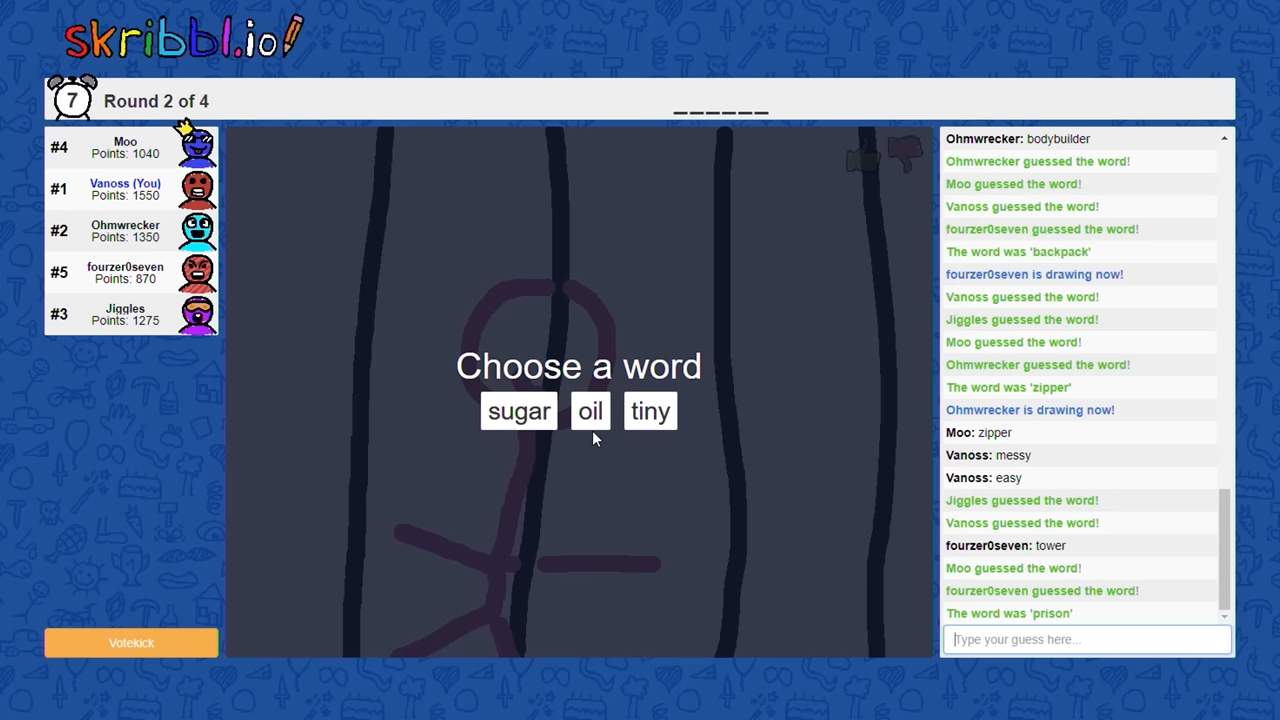 skribbl.io
7
Round 2 of 4
______
#4
Moo
Points: 1040
#1
Vanoss (You)
Points: 1550
#2
Ohmwrecker
Points: 1350
#5
fourzer0seven
Points: 870
#3
Jiggles
Points: 1275
Votekick
Choose a word
sugar oil tiny
Ohmwrecker: bodybuilder
Ohmwrecker guessed the word!
Moo guessed the word!
Vanoss guessed the word!
fourzer0seven guessed the word!
The word was 'backpack'
fourzer0seven is drawing now!
Vanoss guessed the word!
Jiggles guessed the word!
Moo guessed the word!
Ohmwrecker guessed the word!
The word was 'zipper'
Ohmwrecker is drawing now!
Moo: zipper
Vanoss: messy
Vanoss: easy
Jiggles guessed the word!
Vanoss guessed the word!
fourzer0seven: tower
Moo guessed the word!
fourzer0seven guessed the word!
The word was 'prison'
Type your guess here...